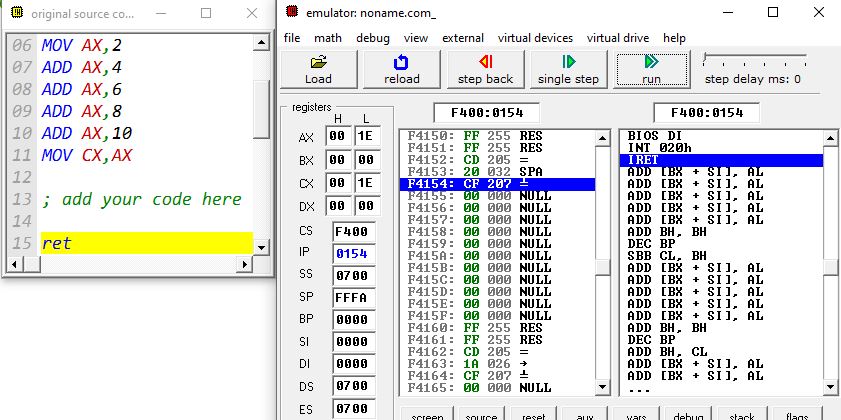 original source co...
06 MOV AX,2
07 ADD AX,4
08 ADD AX,6
09 ADD AX,8
10 ADD AX,10
11 MOV CX,AX
12
13 ; add your code here
14
15 ret
emulator: noname.com_
file math debug view external virtual devices virtual drive help
Load reload step back single step run step delay ms: 0
registers
H L
AX 00 1E
BX 00 00
CX 00 1E
DX 00 00
CS F400
IP 0154
SS 0700
SP FFFA
BP 0000
SI 0000
DI 0000
DS 0700
ES 0700
F400:0154
F4150: FF 255 RES
F4151: FF 255 RES
F4152: CD 205 =
F4153: 20 032 SPA
F4154: CF 207 ╧
F4155: 00 000 NULL
F4156: 00 000 NULL
F4157: 00 000 NULL
F4158: 00 000 NULL
F4159: 00 000 NULL
F415A: 00 000 NULL
F415B: 00 000 NULL
F415C: 00 000 NULL
F415D: 00 000 NULL
F415E: 00 000 NULL
F415F: 00 000 NULL
F4160: FF 255 RES
F4161: FF 255 RES
F4162: CD 205 =
F4163: 1A 026 →
F4164: CF 207 ╧
F4165: 00 000 NULL
F400:0154
BIOS DI
INT 020h
IRET
ADD [BX + SI], AL
ADD [BX + SI], AL
ADD [BX + SI], AL
ADD [BX + SI], AL
ADD [BX + SI], AL
ADD BH, BH
DEC BP
SBB CL, BH
ADD [BX + SI], AL
ADD [BX + SI], AL
ADD [BX + SI], AL
ADD [BX + SI], AL
ADD [BX + SI], AL
ADD BH, BH
DEC BP
ADD BH, CL
ADD [BX + SI], AL
ADD [BX + SI], AL
...
screen source reset aux vars debug stack flags